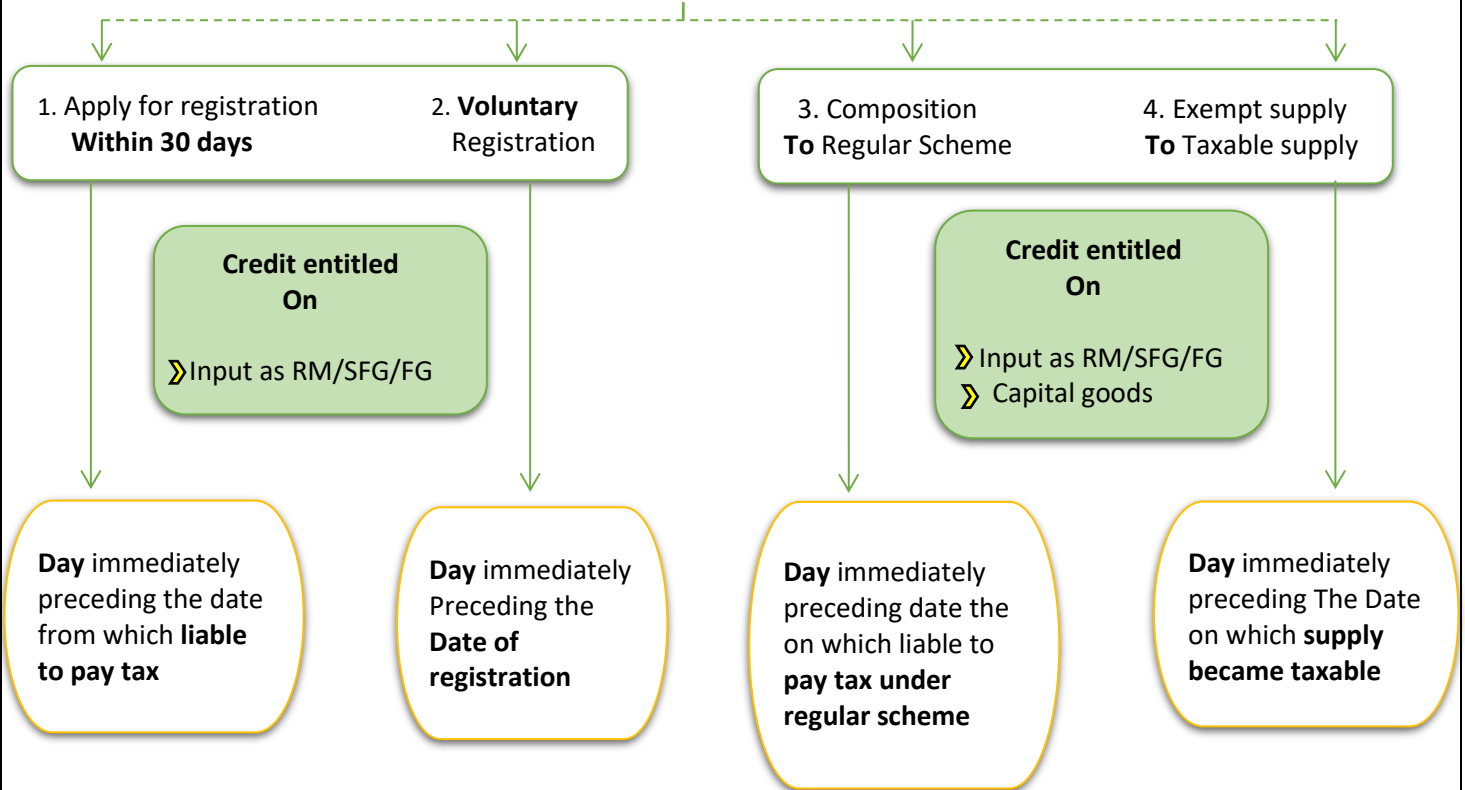 1. Apply for registration
Within 30 days
2. Voluntary
Registration
3. Composition
To Regular Scheme
4. Exempt supply
To Taxable supply
Credit entitled
On
Input as RM/SFG/FG
Credit entitled
On
Input as RM/SFG/FG
Capital goods
Day immediately
preceding the date
from which liable
to pay tax
Day immediately
Preceding the
Date of
registration
Day immediately
preceding date the
on which liable to
pay tax under
regular scheme
Day immediately
preceding The Date
on which supply
became taxable